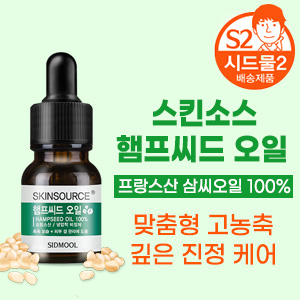 S2
시드물2
배송제품
스킨소스
햄프씨드 오일
프랑스산 삼씨오일 100%
맞춤형 고농축
깊은 진정 케어
SKINSOURCE
햄프씨드 오일
HAMPSEED OIL 100%
SIDMOOL